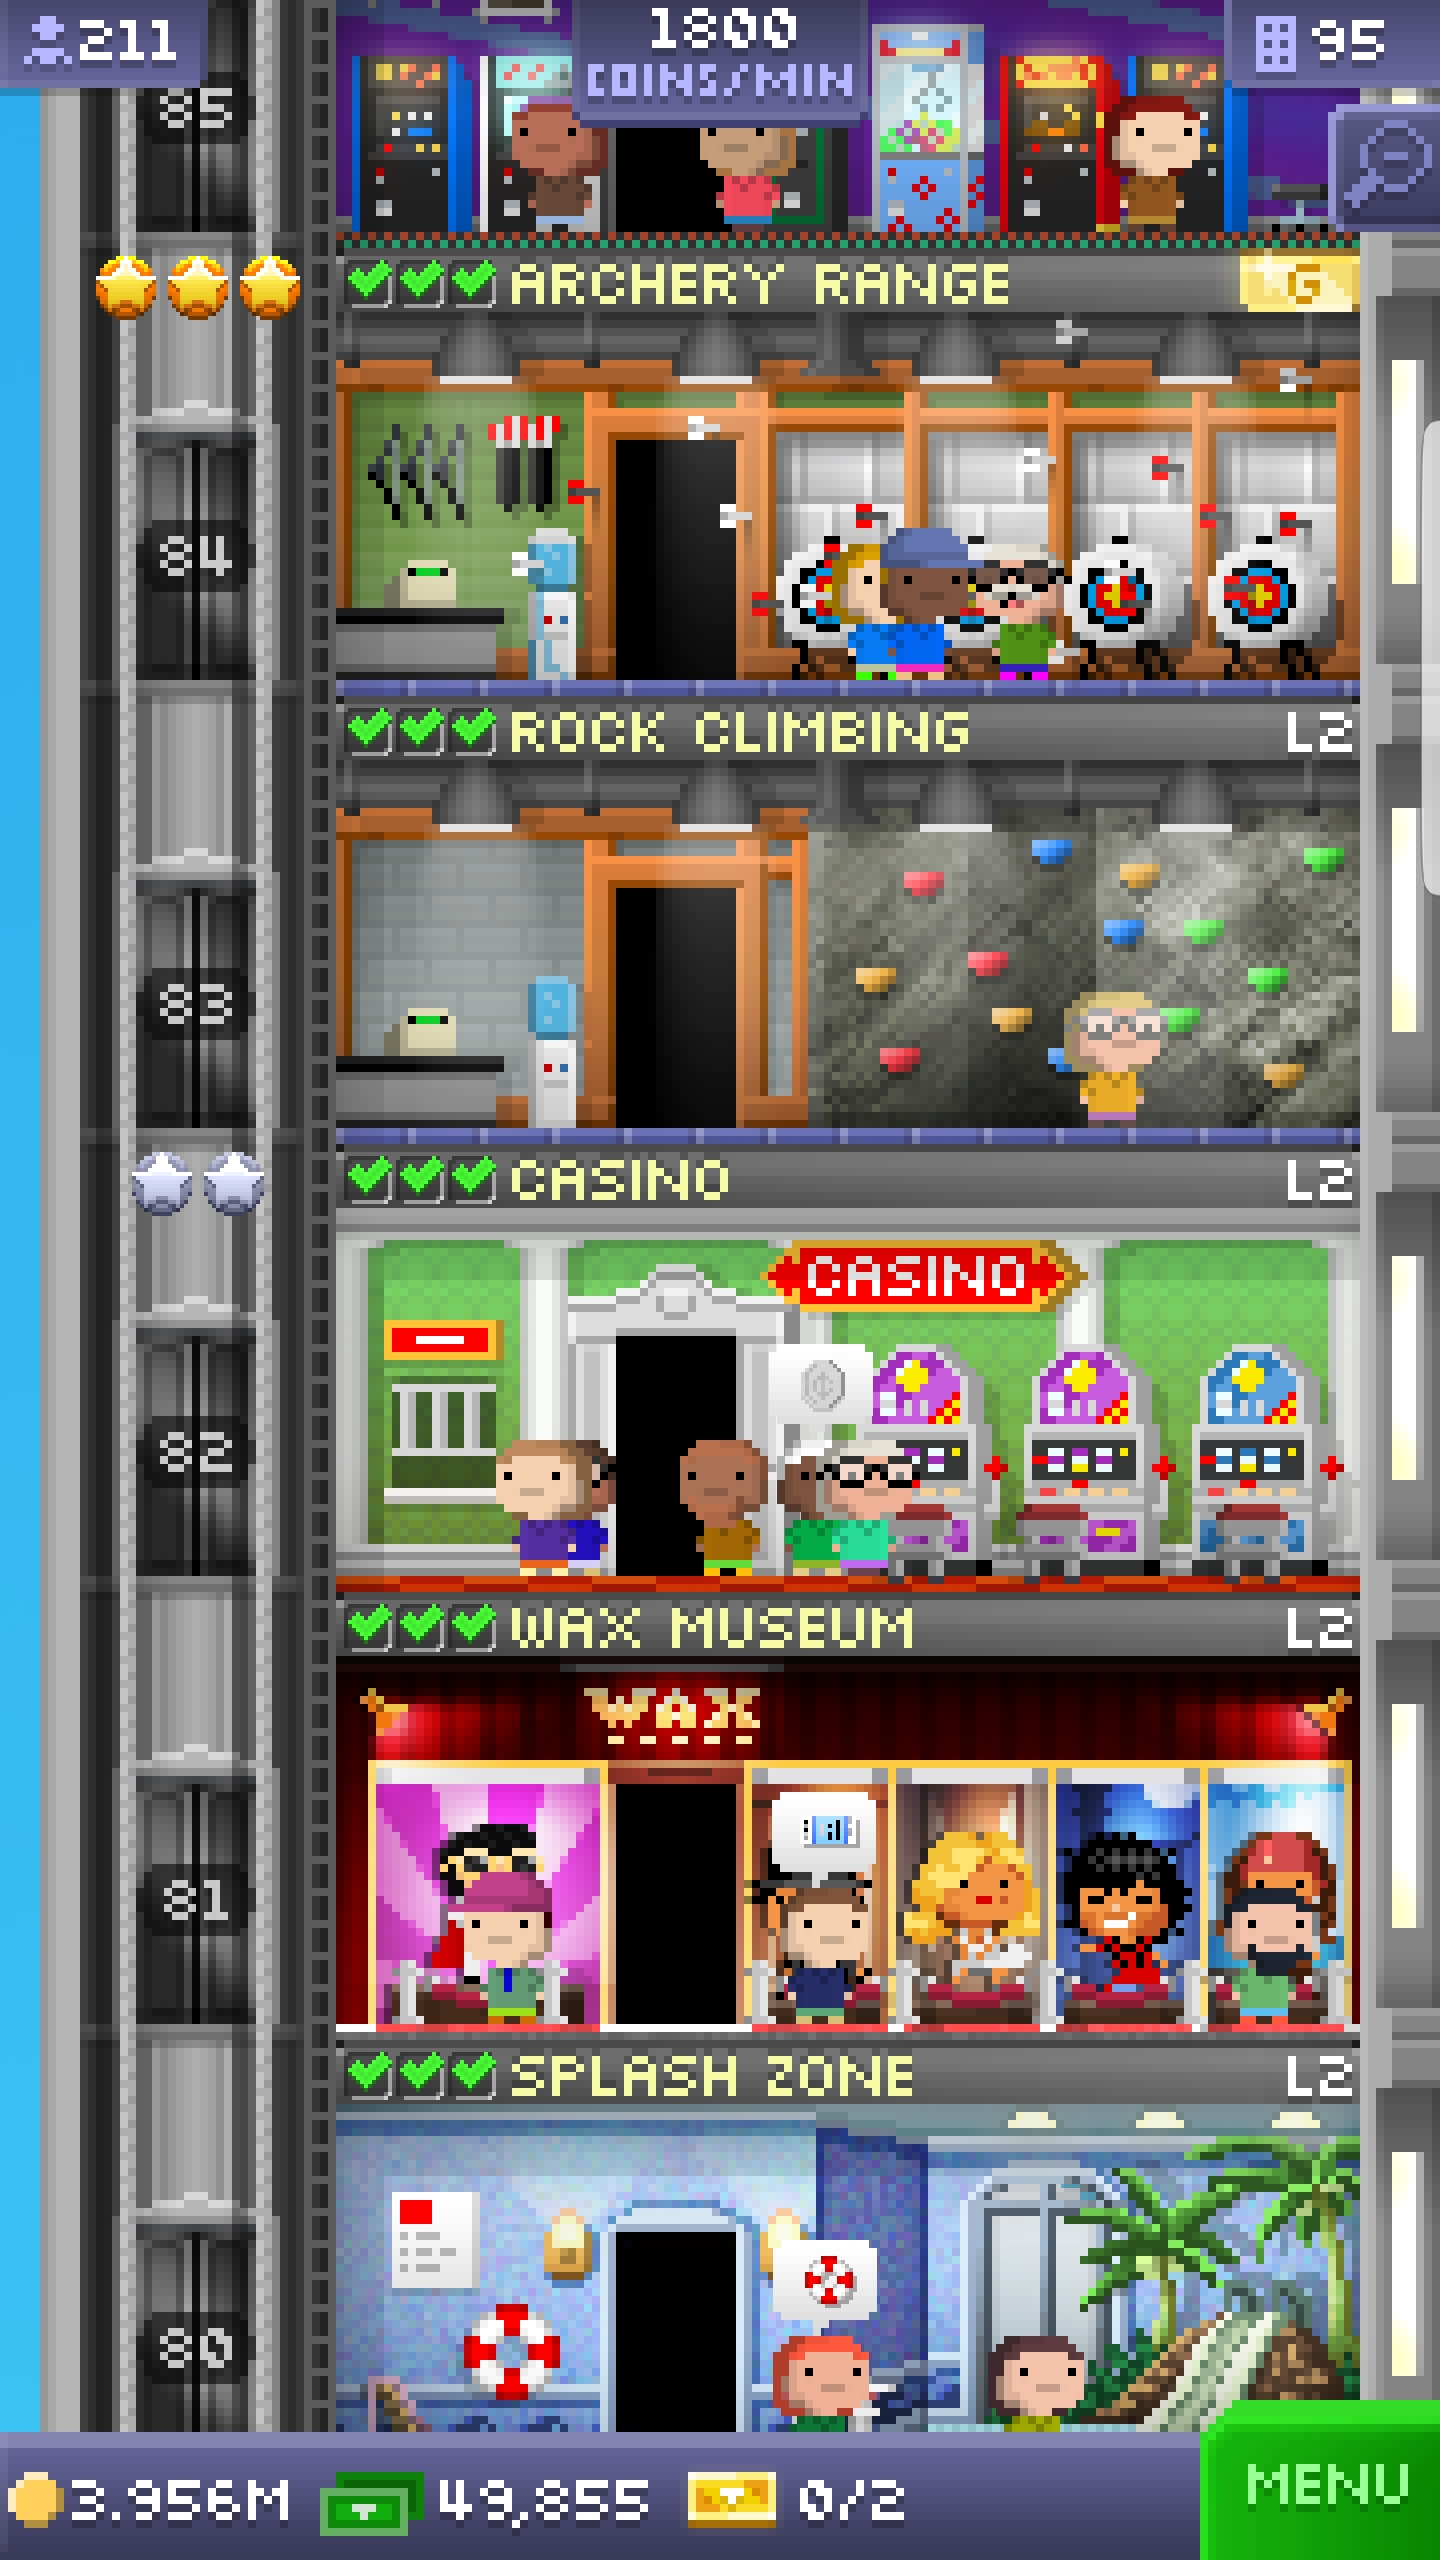 211
1800
COINS/MIN
95
85
ARCHERY RANGE G
84
ROCK CLIMBING L2
83
CASINO L2
CASINO
82
WAX MUSEUM L2
WAX
81
SPLASH ZONE L2
80
3.956M 49,855 0/2
MENU